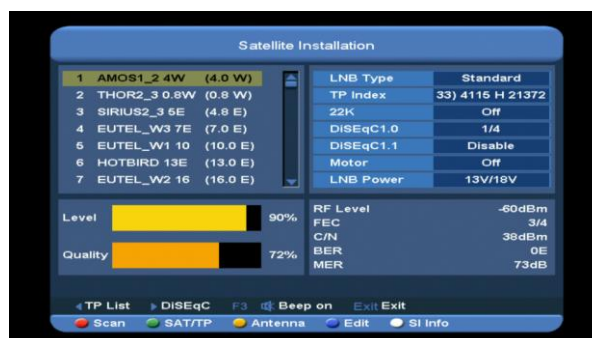 Satellite Installation
1 AMOS1_2 4W (4.0 W)
2 THOR2_3 0.8W (0.8 W)
3 SIRIUS2_3 5E (4.8 E)
4 EUTEL_W3 7E (7.0 E)
5 EUTEL_W1 10 (10.0 E)
6 HOTBIRD 13E (13.0 E)
7 EUTEL_W2 16 (16.0 E)
LNB Type Standard
TP Index 33) 4115 H 21372
22K Off
DiSEqC1.0 1/4
DiSEqC1.1 Disable
Motor Off
LNB Power 13V/18V
Level 90%
Quality 72%
RF Level -60dBm
FEC 3/4
C/N 38dBm
BER 0E
MER 73dB
TP List DiSEqC F3 Beep on Exit Exit
Scan SAT/TP Antenna Edit SI Info